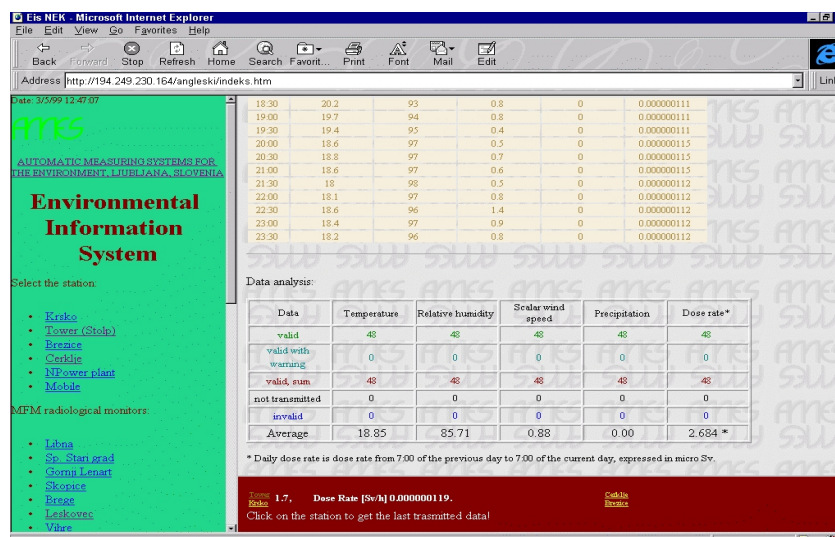 Eis NEK - Microsoft Internet Explorer
File Edit View Go Favorites Help
Back Forward Stop Refresh Home Search Favorit... Print Font Mail Edit
Address http://194.249.230.164/angleski/indeks.htm Link
Date: 3/5/99 12:47:07
AMES
AUTOMATIC MEASURING SYSTEMS FOR
THE ENVIRONMENT, LJUBLJANA, SLOVENIA
Environmental
Information
System
Select the station:
Krsko
Tower (Stolp)
Brezice
Cerklje
NPower plant
Mobile
MFM radiological monitors:
Libna
Sp. Stari grad
Gornji Lenart
Skopice
Brege
Leskovec
Vihre
18:30 20.2 93 0.8 0 0.000000111
19:00 19.7 94 0.8 0 0.000000111
19:30 19.4 95 0.4 0 0.000000111
20:00 18.6 97 0.5 0 0.000000115
20:30 18.8 97 0.7 0 0.000000115
21:00 18.6 97 0.6 0 0.000000115
21:30 18 98 0.5 0 0.000000112
22:00 18.1 97 0.8 0 0.000000112
22:30 18.6 96 1.4 0 0.000000112
23:00 18.4 97 0.9 0 0.000000112
23:30 18.2 96 0.8 0 0.000000112
Data analysis:
Data Temperature Relative humidity Scalar wind speed Precipitation Dose rate*
valid 48 48 48 48 48
valid with warning 0 0 0 0 0
valid, sum 48 48 48 48 48
not transmitted 0 0 0 0 0
invalid 0 0 0 0 0
Average 18.85 85.71 0.88 0.00 2.684 *
* Daily dose rate is dose rate from 7:00 of the previous day to 7:00 of the current day, expressed in micro Sv.
Tower Krsko 1.7, Dose Rate [Sv/h] 0.000000119. Cerklje Brezice
Click on the station to get the last trasmitted data!